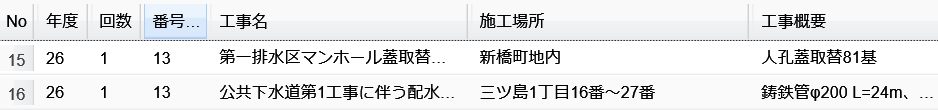 No 年度 回数 番号... 工事名 施工場所 工事概要
15 26 1 13 第一排水区マンホール蓋取替... 新橋町地内 人孔蓋取替81基
16 26 1 13 公共下水道第1工事に伴う配水... 三ツ島1丁目16番～27番 鋳鉄管φ200 L=24m、